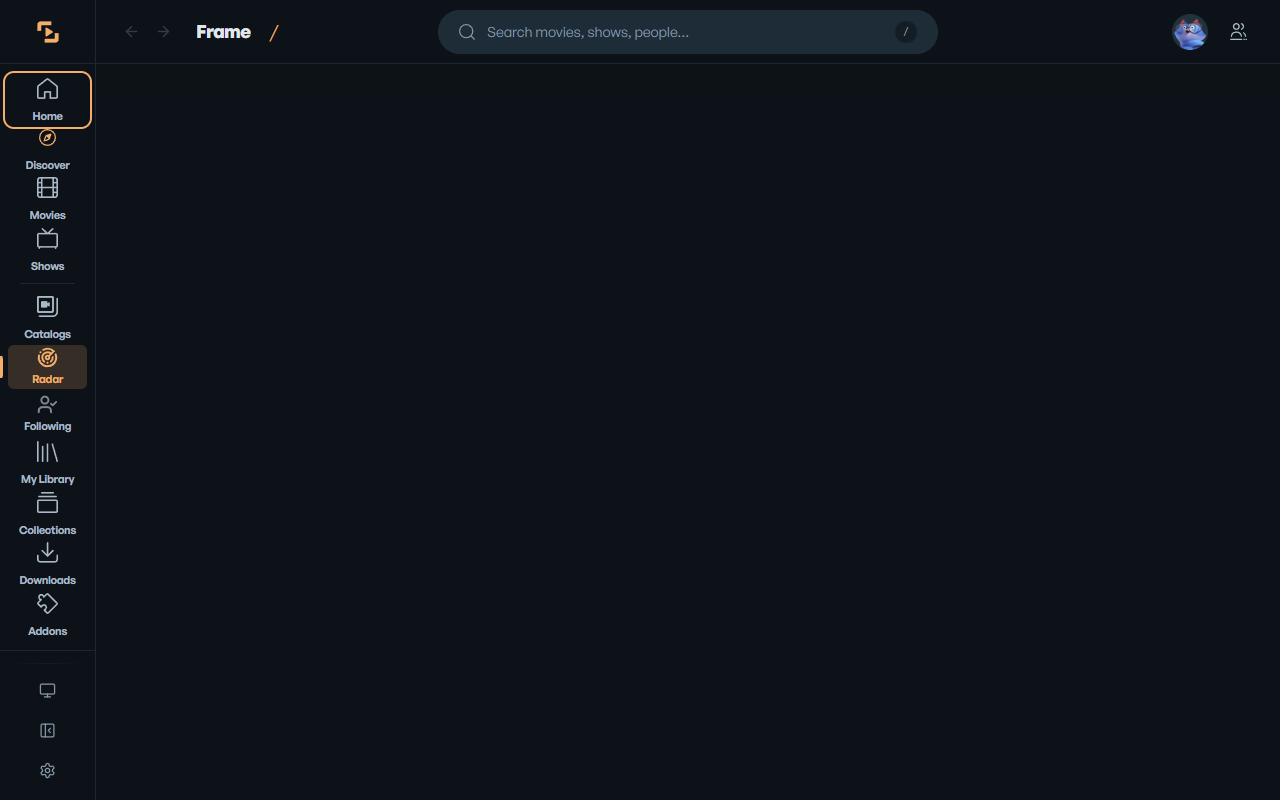 Frame /
Search movies, shows, people... /
Home
Discover
Movies
Shows
Catalogs
Radar
Following
My Library
Collections
Downloads
Addons